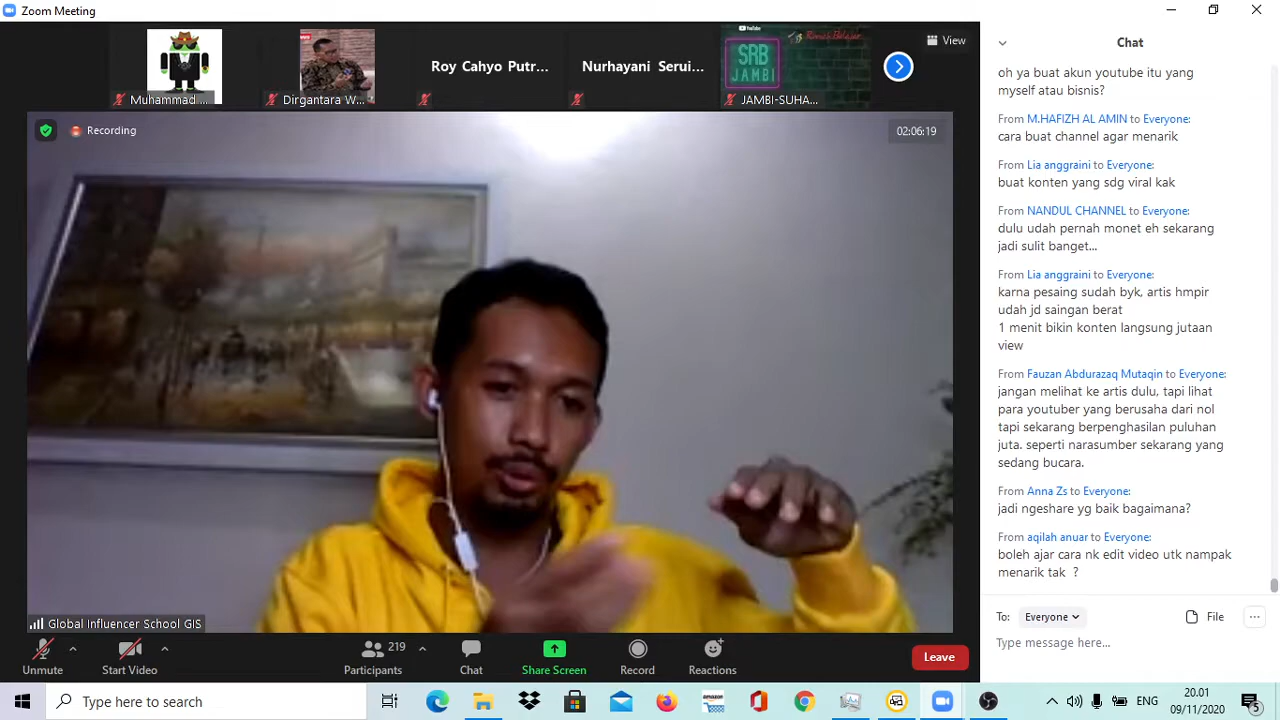 Zoom Meeting
Muhammad ...
Dirgantara W...
Roy Cahyo Putr...
Nurhayani Serui...
YouTube
SRB
JAMBI
Rumah Belajar
JAMBI-SUHA...
View
Recording
02:06:19
Global Influencer School GIS
Chat
oh ya buat akun youtube itu yang
myself atau bisnis?
From M.HAFIZH AL AMIN to Everyone:
cara buat channel agar menarik
From Lia anggraini to Everyone:
buat konten yang sdg viral kak
From NANDUL CHANNEL to Everyone:
dulu udah pernah monet eh sekarang
jadi sulit banget...
From Lia anggraini to Everyone:
karna pesaing sudah byk, artis hmpir
udah jd saingan berat
1 menit bikin konten langsung jutaan
view
From Fauzan Abdurazaq Mutaqin to Everyone:
jangan melihat ke artis dulu, tapi lihat
para youtuber yang berusaha dari nol
tapi sekarang berpenghasilan puluhan
juta. seperti narasumber sekarang yang
sedang bucara.
From Anna Zs to Everyone:
jadi ngeshare yg baik bagaimana?
From aqilah anuar to Everyone:
boleh ajar cara nk edit video utk nampak
menarik tak ?
To: Everyone
File
Type message here...
Unmute
Start Video
219
Participants
Chat
Share Screen
Record
Reactions
Leave
Type here to search
amazon
ENG
20.01
09/11/2020
5